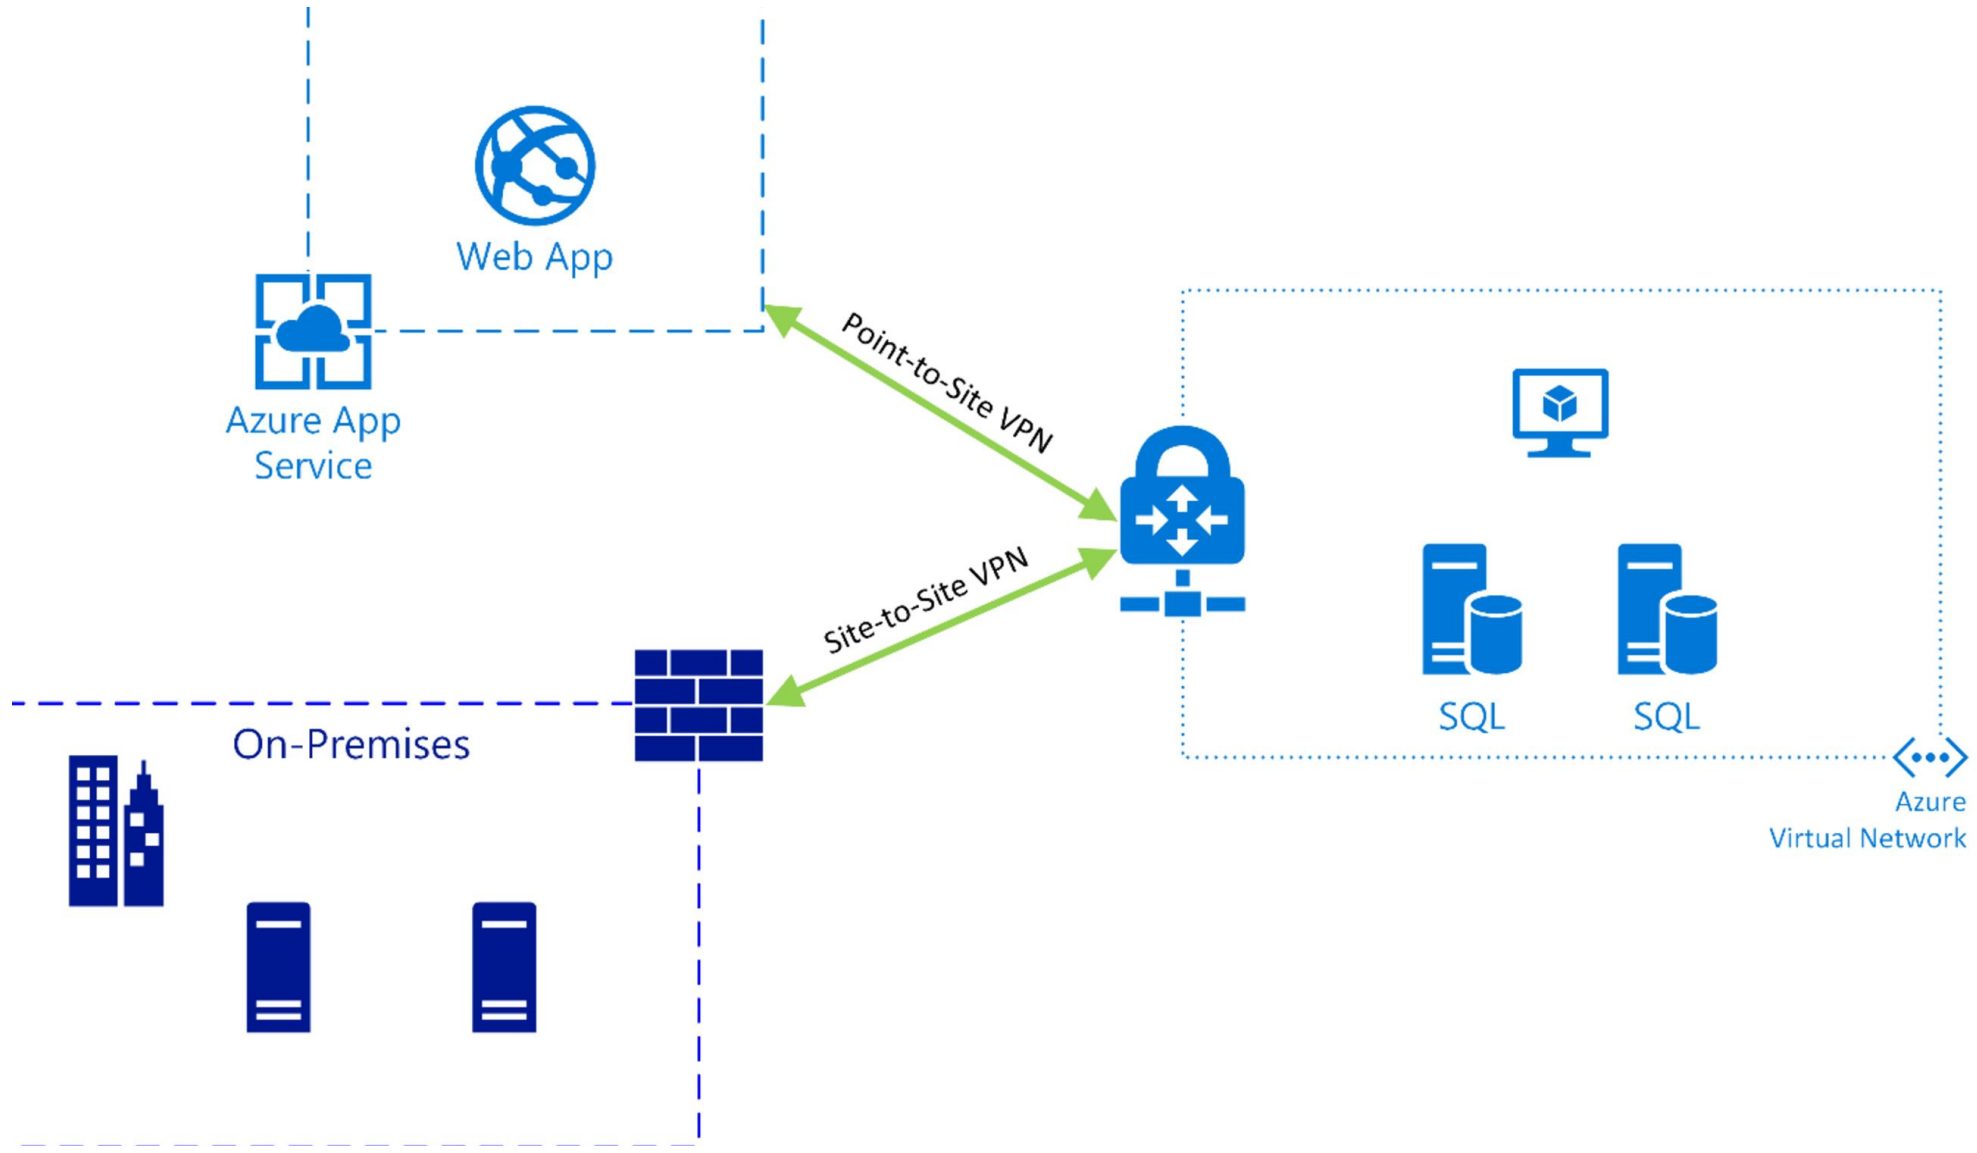 Web App
Azure App
Service
Point-to-Site VPN
Site-to-Site VPN
On-Premises
SQL
SQL
Azure
Virtual Network